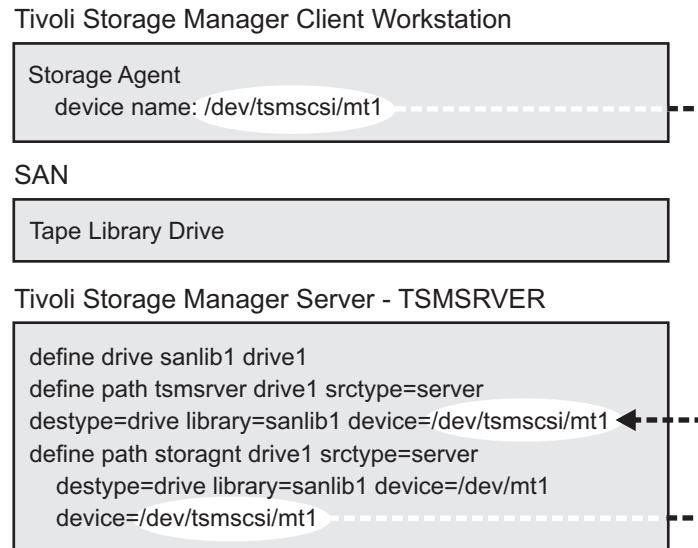 Tivoli Storage Manager Client Workstation
Storage Agent
device name: /dev/tsmscsi/mt1
SAN
Tape Library Drive
Tivoli Storage Manager Server - TSMSRVER
define drive sanlib1 drive1
define path tsmsrver drive1 srctype=server
destype=drive library=sanlib1 device=/dev/tsmscsi/mt1
define path storagnt drive1 srctype=server
destype=drive library=sanlib1 device=/dev/mt1
device=/dev/tsmscsi/mt1